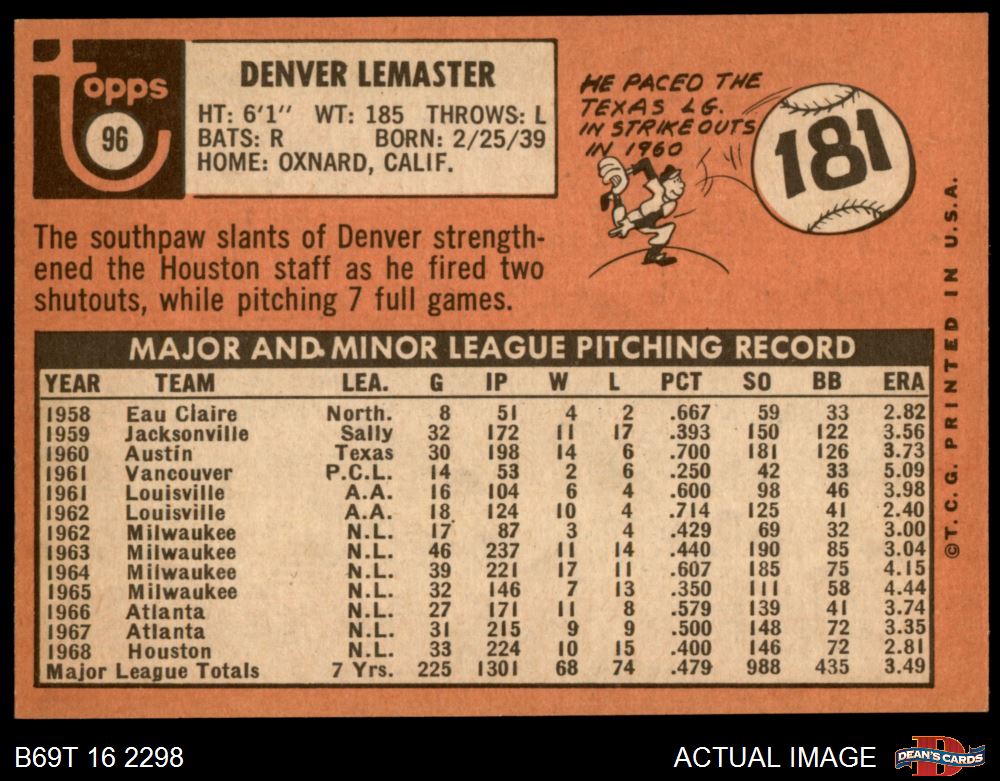 Topps
96
DENVER LEMASTER
HT: 6'1" WT: 185 THROWS: L
BATS: R BORN: 2/25/39
HOME: OXNARD, CALIF.
HE PACED THE
TEXAS LG.
IN STRIKEOUTS
IN 1960
181
The southpaw slants of Denver strength-
ened the Houston staff as he fired two
shutouts, while pitching 7 full games.
MAJOR AND MINOR LEAGUE PITCHING RECORD
YEAR TEAM LEA. G IP W L PCT SO BB ERA
1958 Eau Claire North. 8 51 4 2 .667 59 33 2.82
1959 Jacksonville Sally 32 172 11 17 .393 150 122 3.56
1960 Austin Texas 30 198 14 6 .700 181 126 3.73
1961 Vancouver P.C.L. 14 53 2 6 .250 42 33 5.09
1961 Louisville A.A. 16 104 6 4 .600 98 46 3.98
1962 Louisville A.A. 18 124 10 4 .714 125 41 2.40
1962 Milwaukee N.L. 17 87 3 4 .429 69 32 3.00
1963 Milwaukee N.L. 46 237 11 14 .440 190 85 3.04
1964 Milwaukee N.L. 39 221 17 11 .607 185 75 4.15
1965 Milwaukee N.L. 32 146 7 13 .350 111 58 4.44
1966 Atlanta N.L. 27 171 11 8 .579 139 41 3.74
1967 Atlanta N.L. 31 215 9 9 .500 148 72 3.35
1968 Houston N.L. 33 224 10 15 .400 146 72 2.81
Major League Totals 7 Yrs. 225 1301 68 74 .479 988 435 3.49
©T.C.G. PRINTED IN U.S.A.
B69T 16 2298
ACTUAL IMAGE
DEAN'S CARDS